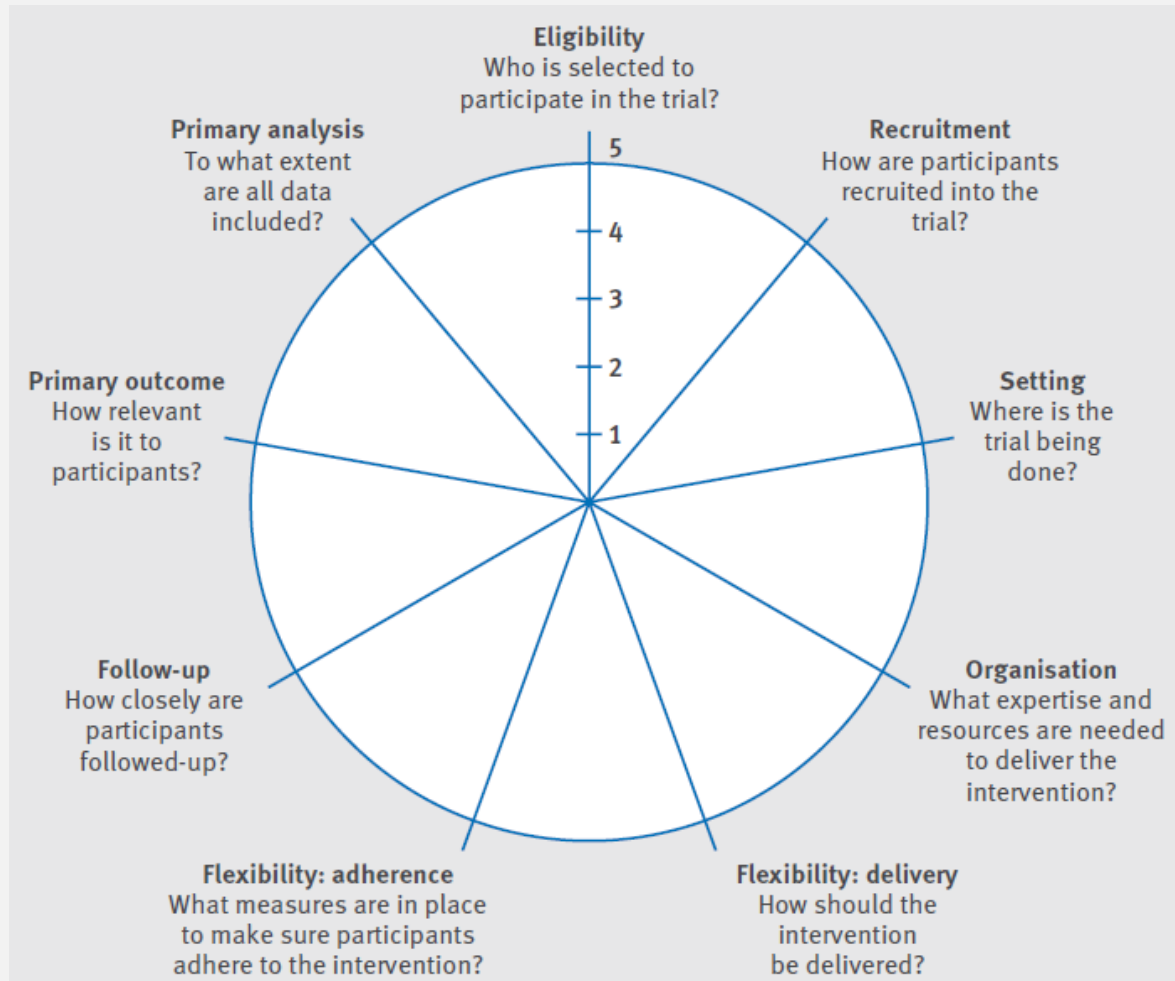 Eligibility
Who is selected to
participate in the trial?
Recruitment
How are participants
recruited into the
trial?
Setting
Where is the
trial being
done?
Organisation
What expertise and
resources are needed
to deliver the
intervention?
Flexibility: delivery
How should the
intervention
be delivered?
Flexibility: adherence
What measures are in place
to make sure participants
adhere to the intervention?
Follow-up
How closely are
participants
followed-up?
Primary outcome
How relevant
is it to
participants?
Primary analysis
To what extent
are all data
included?
5
4
3
2
1